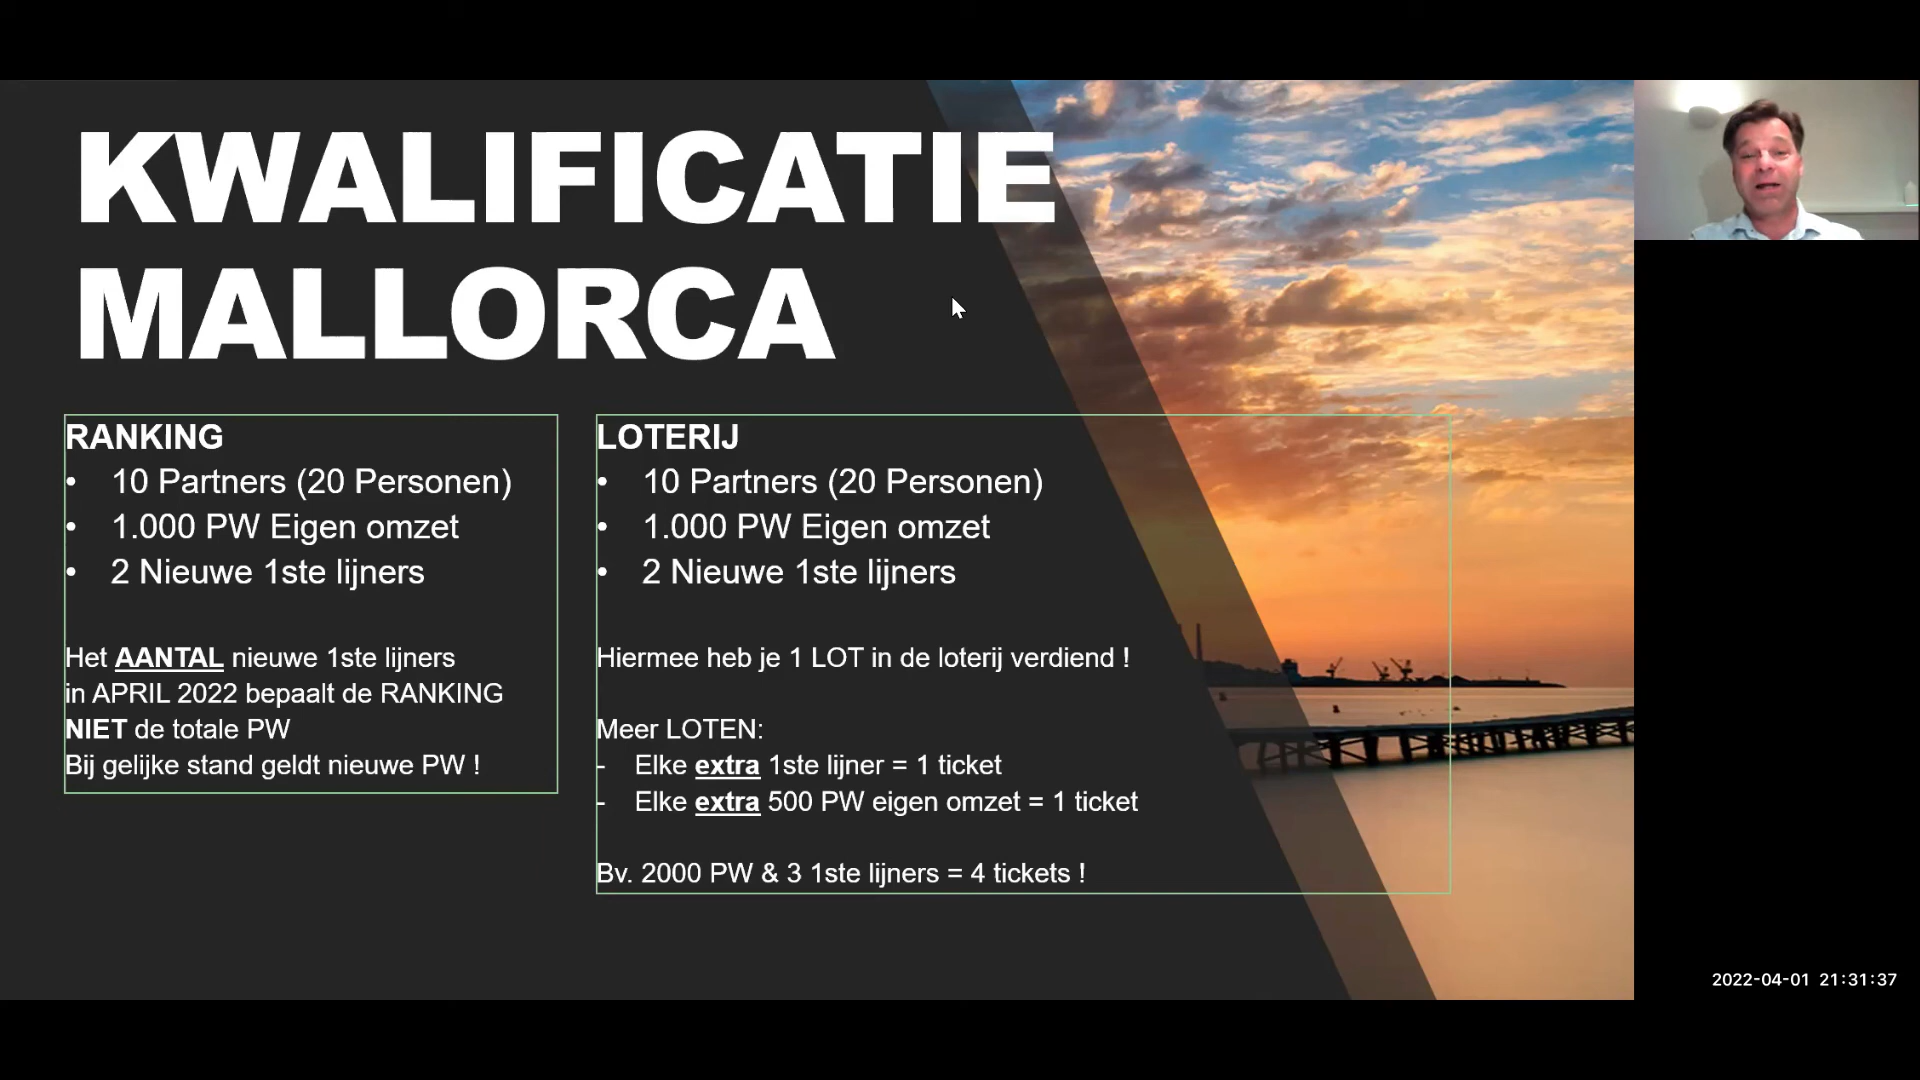 KWALIFICATIE
MALLORCA
RANKING
• 10 Partners (20 Personen)
• 1.000 PW Eigen omzet
• 2 Nieuwe 1ste lijners
Het AANTAL nieuwe 1ste lijners
in APRIL 2022 bepaalt de RANKING
NIET de totale PW
Bij gelijke stand geldt nieuwe PW !
LOTERIJ
• 10 Partners (20 Personen)
• 1.000 PW Eigen omzet
• 2 Nieuwe 1ste lijners
Hiermee heb je 1 LOT in de loterij verdiend !
Meer LOTEN:
- Elke extra 1ste lijner = 1 ticket
- Elke extra 500 PW eigen omzet = 1 ticket
Bv. 2000 PW & 3 1ste lijners = 4 tickets !
2022-04-01 21:31:37